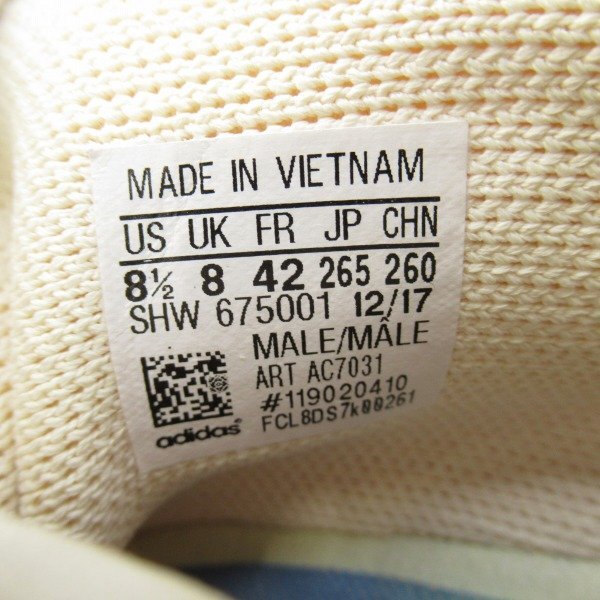 MADE IN VIETNAM
US UK FR JP CHN
8½ 8 42 265 260
SHW 675001 12/17
MALE/MÂLE
ART AC7031
#119020410
FCL8DS7k00261
adidas